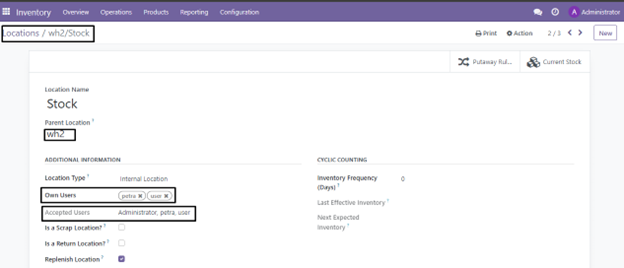 Inventory Overview Operations Products Reporting Configuration Administrator
A
Locations / wh2/Stock Print Action 2 / 3 New
Putaway Rul... Current Stock
Location Name
Stock
Parent Location ?
wh2
ADDITIONAL INFORMATION CYCLIC COUNTING
Location Type ? Internal Location Inventory Frequency (Days) ? 0
Own Users petra × user ×
Last Effective Inventory ?
Accepted Users Administrator, petra, user
Next Expected Inventory ?
Is a Scrap Location? ?
Is a Return Location? ?
Replenish Location ?